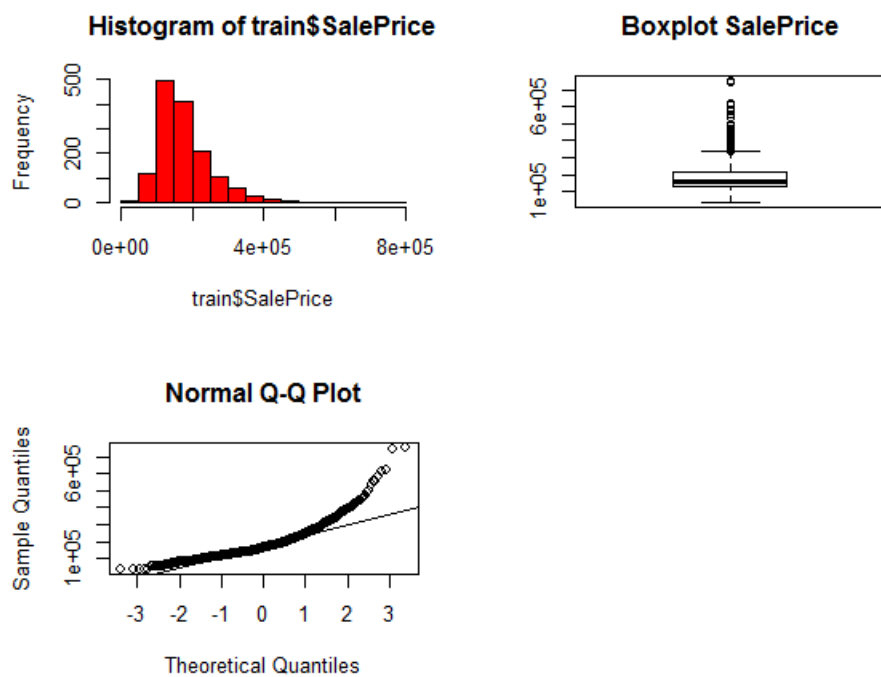 Histogram of train$SalePrice
Frequency
0 200 500
0e+00 4e+05 8e+05
train$SalePrice
Boxplot SalePrice
1e+05 6e+05
Normal Q-Q Plot
Sample Quantiles
1e+05 6e+05
-3 -2 -1 0 1 2 3
Theoretical Quantiles